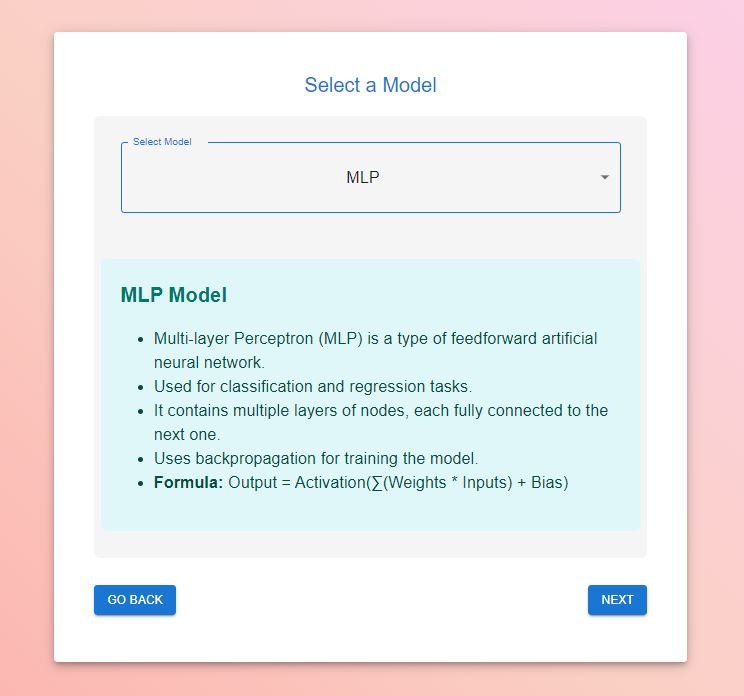 Select a Model
Select Model
MLP
MLP Model
• Multi-layer Perceptron (MLP) is a type of feedforward artificial
neural network.
• Used for classification and regression tasks.
• It contains multiple layers of nodes, each fully connected to the
next one.
• Uses backpropagation for training the model.
• Formula: Output = Activation(∑(Weights * Inputs) + Bias)
GO BACK
NEXT